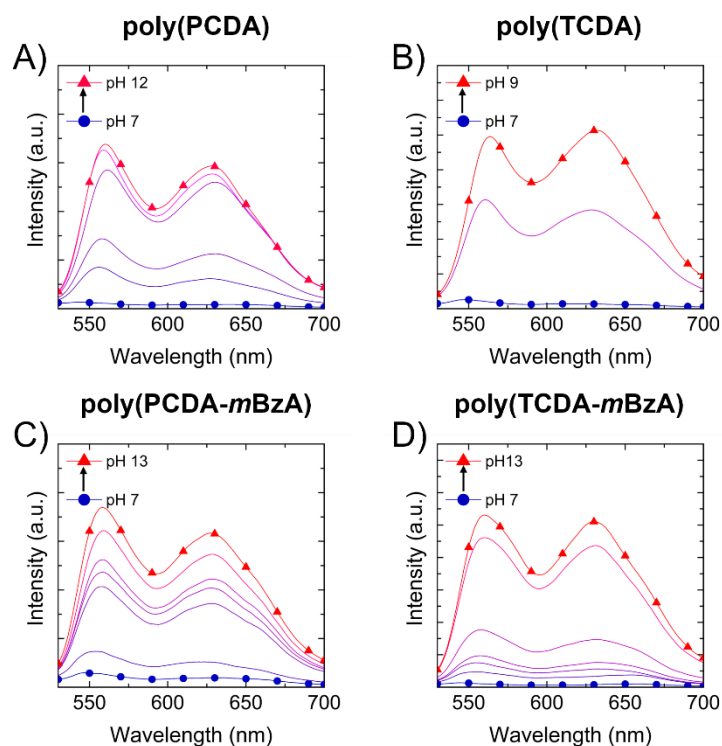 poly(PCDA)
A)
pH 12
pH 7
Intensity (a.u.)
550 600 650 700
Wavelength (nm)
poly(TCDA)
B)
pH 9
pH 7
Intensity (a.u.)
550 600 650 700
Wavelength (nm)
poly(PCDA-mBzA)
C)
pH 13
pH 7
Intensity (a.u.)
550 600 650 700
Wavelength (nm)
poly(TCDA-mBzA)
D)
pH13
pH 7
Intensity (a.u.)
550 600 650 700
Wavelength (nm)